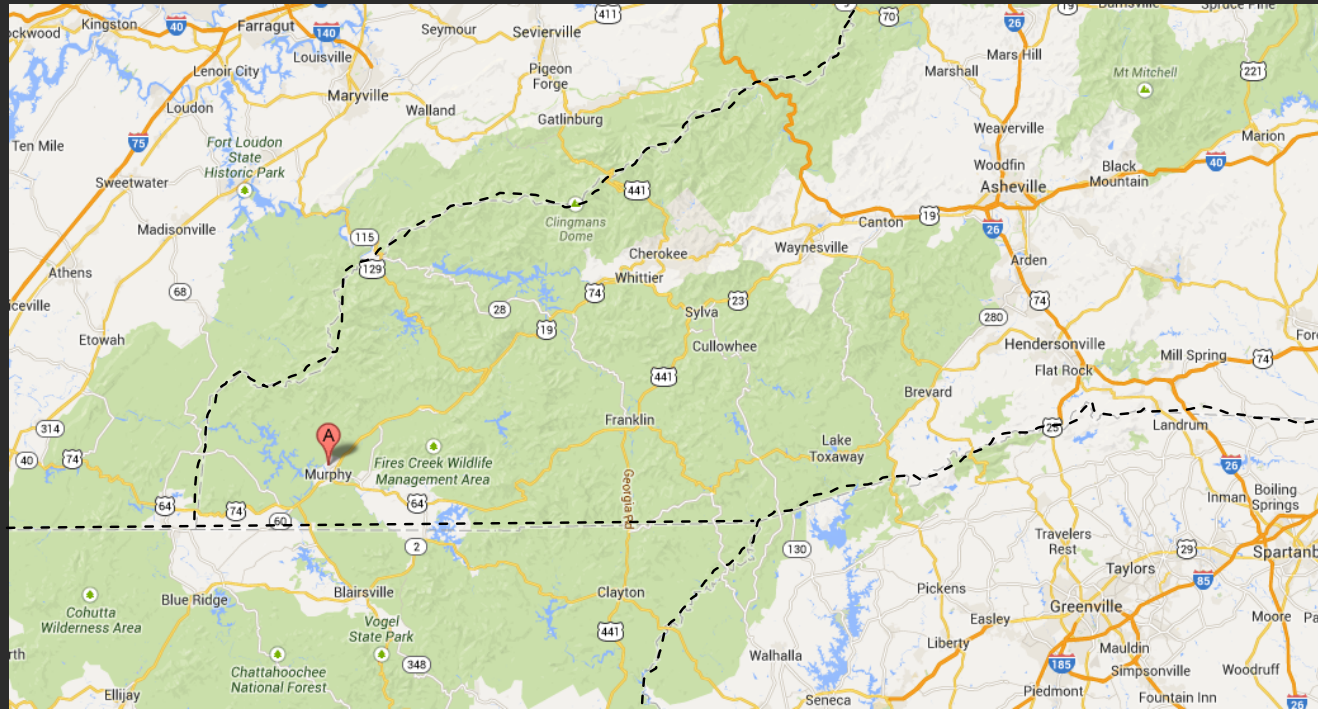 Kingston
40
Farragut
140
Seymour
411
Sevierville
70
26
19
Mars Hill
Louisville
Lenoir City
Maryville
Pigeon
Forge
Marshall
Mt Mitchell
221
Loudon
Walland
Gatlinburg
Weaverville
Marion
75
Ten Mile
Fort Loudon
State
Historic Park
Woodfin
Black
Mountain
40
Sweetwater
441
Asheville
Madisonville
Clingmans
Dome
Canton
19
26
115
Cherokee
Waynesville
Arden
Athens
129
Whittier
68
74
23
74
28
Sylva
280
19
Etowah
Cullowhee
Hendersonville
Mill Spring
74
441
Flat Rock
Brevard
314
A
Franklin
25
Landrum
40
74
Fires Creek Wildlife
Management Area
Lake
Toxaway
Murphy
26
64
74
60
64
Georgia Rd
Inman
Boiling
Springs
2
130
Travelers
Rest
29
Spartanb
Taylors
85
Cohutta
Wilderness Area
Blue Ridge
Blairsville
Clayton
Pickens
Greenville
Easley
Moore
Vogel
State Park
441
Liberty
Mauldin
348
Walhalla
185
Simpsonville
Woodruff
Chattahoochee
National Forest
Ellijay
Seneca
Piedmont
Fountain Inn
26